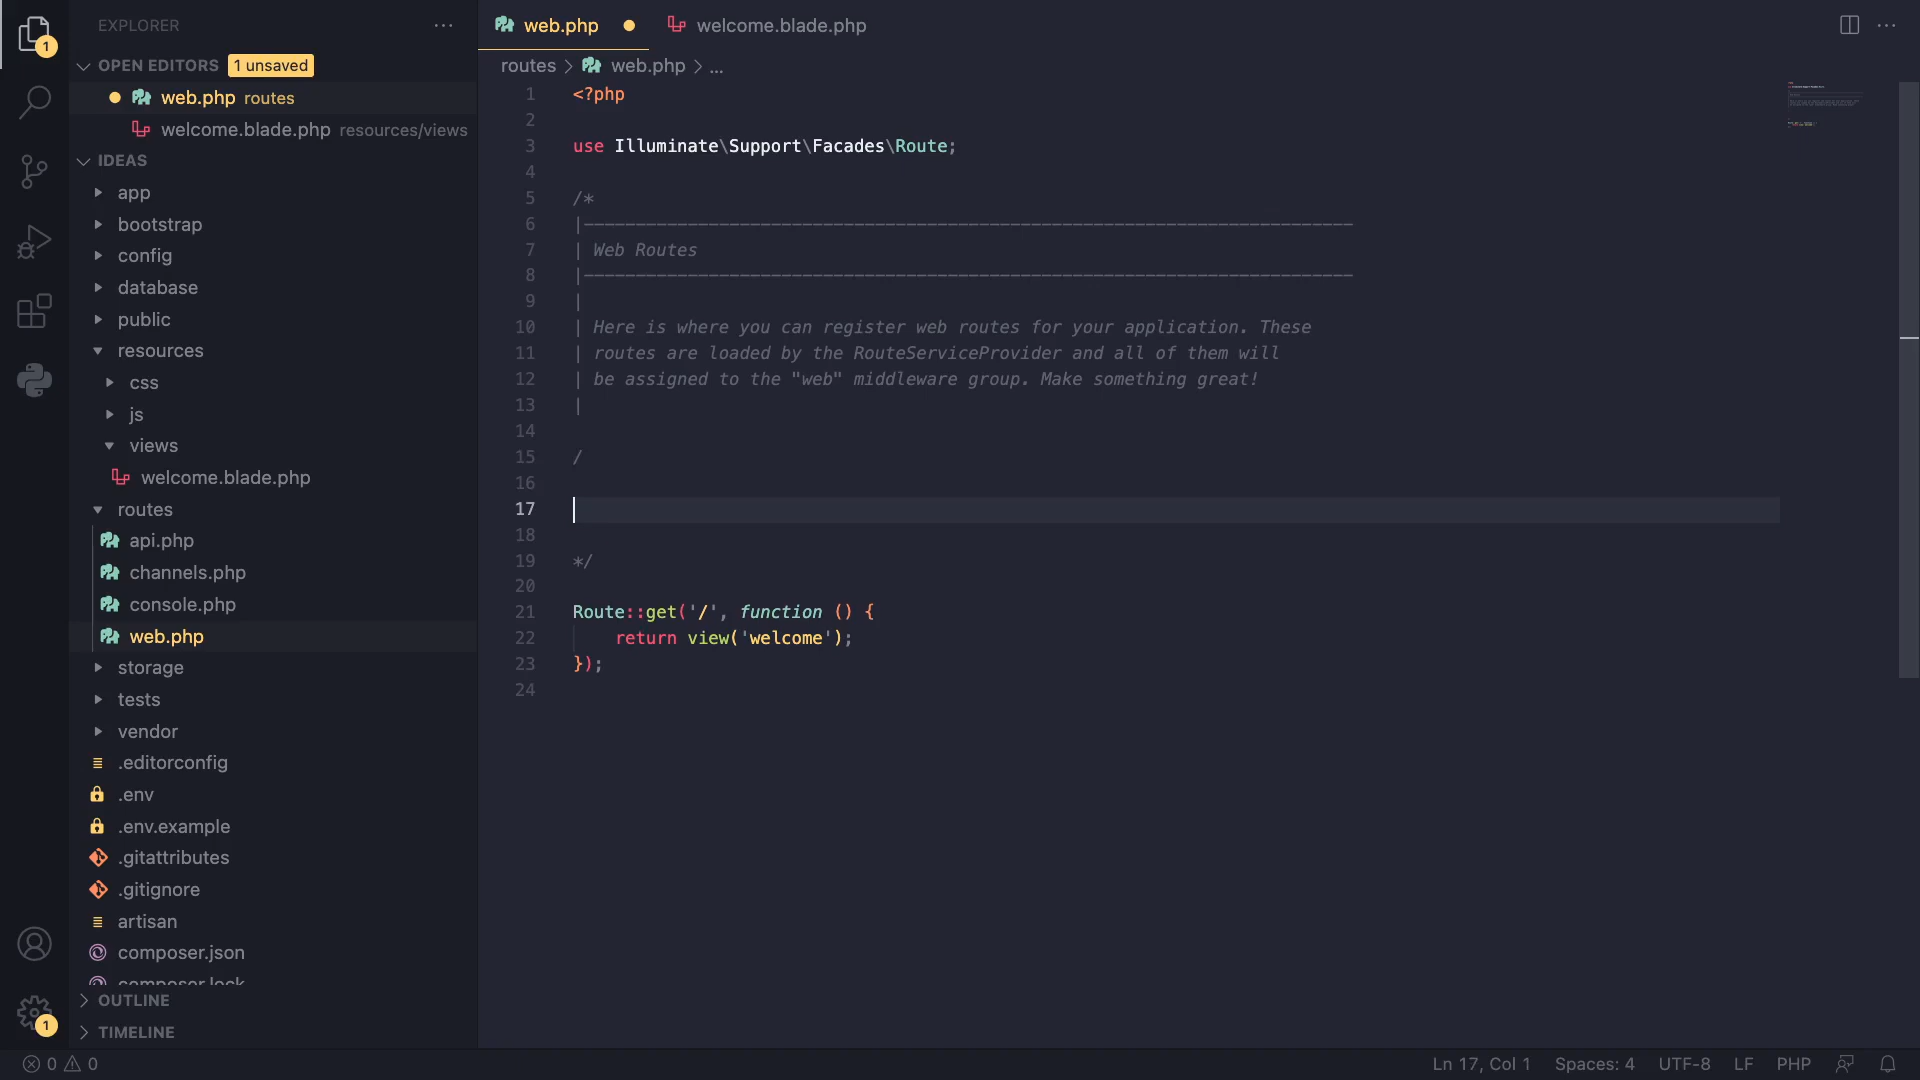 EXPLORER
OPEN EDITORS 1 unsaved
web.php routes
welcome.blade.php resources/views
IDEAS
app
bootstrap
config
database
public
resources
css
js
views
welcome.blade.php
routes
api.php
channels.php
console.php
web.php
storage
tests
vendor
.editorconfig
.env
.env.example
.gitattributes
.gitignore
artisan
composer.json
composer.lock
OUTLINE
TIMELINE
1
1
web.php
welcome.blade.php
routes > web.php > ...
1 <?php
2
3 use Illuminate\Support\Facades\Route;
4
5 /*
6 |--------------------------------------------------------------------------
7 | Web Routes
8 |--------------------------------------------------------------------------
9 |
10 | Here is where you can register web routes for your application. These
11 | routes are loaded by the RouteServiceProvider and all of them will
12 | be assigned to the "web" middleware group. Make something great!
13 |
14
15 /
16
17
18
19 */
20
21 Route::get('/', function () {
22 return view('welcome');
23 });
24
0 0
Ln 17, Col 1 Spaces: 4 UTF-8 LF PHP